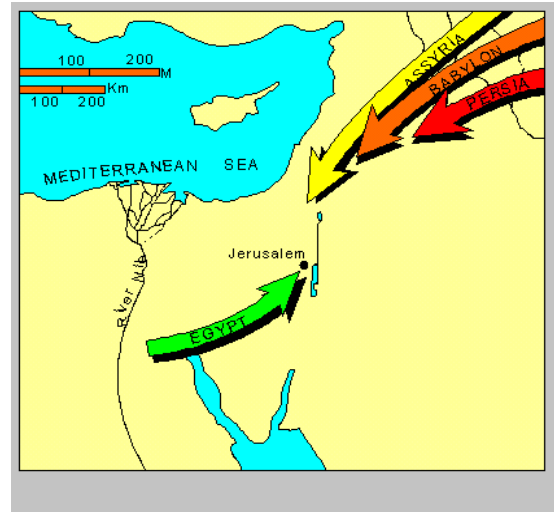 100 200
M
Km
100 200
ASSYRIA
BABYLON
PERSIA
MEDITERRANEAN SEA
Jerusalem
River Nile
EGYPT